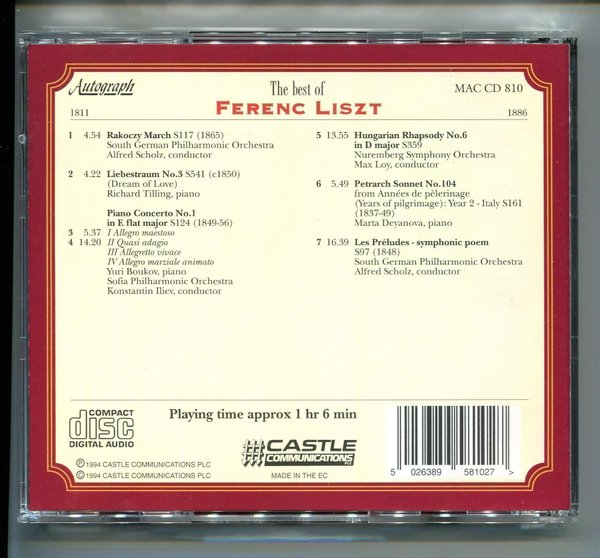 Autograph
The best of
FERENC LISZT
MAC CD 810
1811
1886
1 4.54 Rakoczy March S117 (1865)
South German Philharmonic Orchestra
Alfred Scholz, conductor
2 4.22 Liebestraum No.3 S541 (c1850)
(Dream of Love)
Richard Tilling, piano
Piano Concerto No.1
in E flat major S124 (1849-56)
3 5.37 I Allegro maestoso
4 14.20 II Quasi adagio
III Allegretto vivace
IV Allegro marziale animato
Yuri Boukov, piano
Sofia Philharmonic Orchestra
Konstantin Iliev, conductor
5 13.55 Hungarian Rhapsody No.6
in D major S359
Nuremberg Symphony Orchestra
Max Loy, conductor
6 5.49 Petrarch Sonnet No.104
from Années de pèlerinage
(Years of pilgrimage): Year 2 - Italy S161
(1837-49)
Marta Deyanova, piano
7 16.39 Les Préludes - symphonic poem
S97 (1848)
South German Philharmonic Orchestra
Alfred Scholz, conductor
COMPACT
disc
DIGITAL AUDIO
Playing time approx 1 hr 6 min
CASTLE
COMMUNICATIONS
PLC
MADE IN THE EC
Ⓟ 1994 CASTLE COMMUNICATIONS PLC
© 1994 CASTLE COMMUNICATIONS PLC
5 026389 581027 >